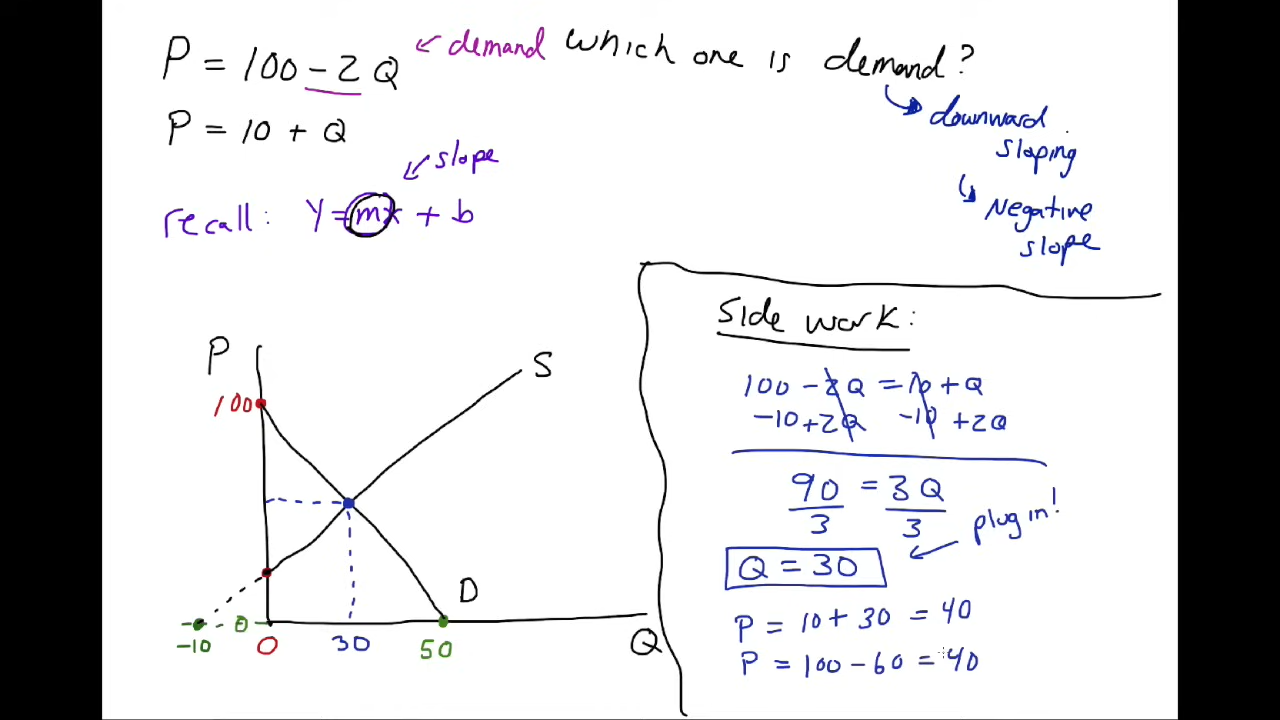 P = 100 - 2Q ← demand which one is demand?
P = 10 + Q
downward
sloping
Negative
slope
slope
recall: Y = mx + b
P
100
S
D
-10 0 0 30 50 Q
Side work:
100 - 2Q = 10 + Q
-10 + 2Q -10 + 2Q
90 = 3Q
3 3
plug in!
Q = 30
P = 10 + 30 = 40
P = 100 - 60 = 40